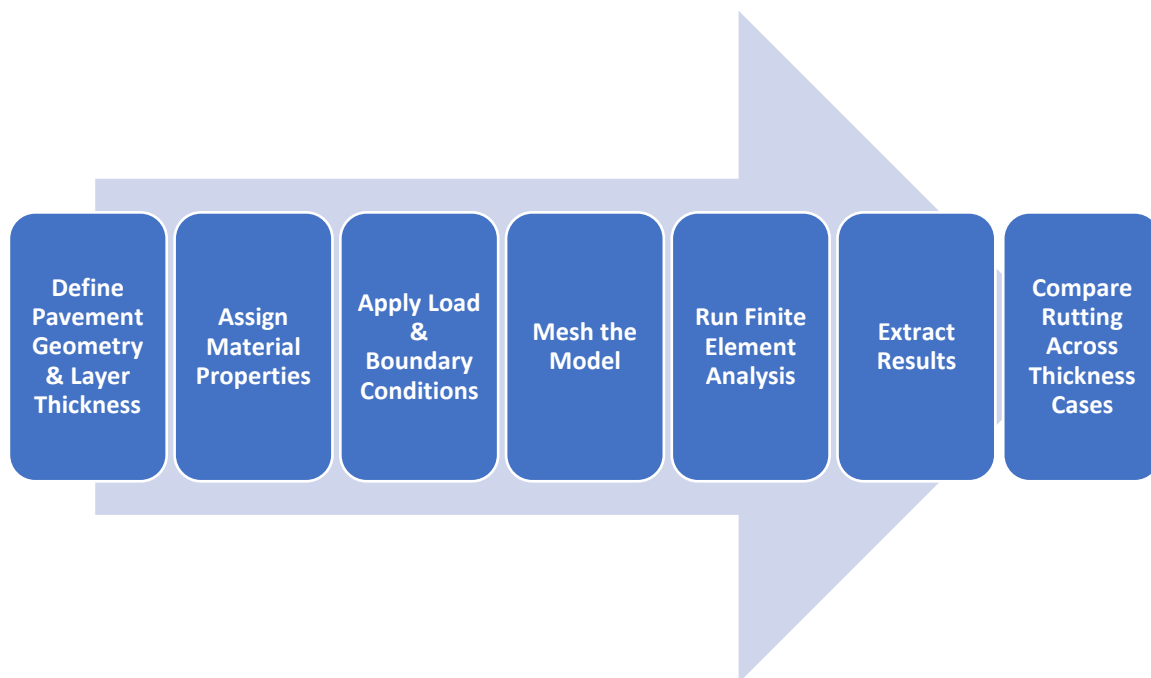 Define
Pavement
Geometry
& Layer
Thickness
Assign
Material
Properties
Apply Load
&
Boundary
Conditions
Mesh the
Model
Run Finite
Element
Analysis
Extract
Results
Compare
Rutting
Across
Thickness
Cases